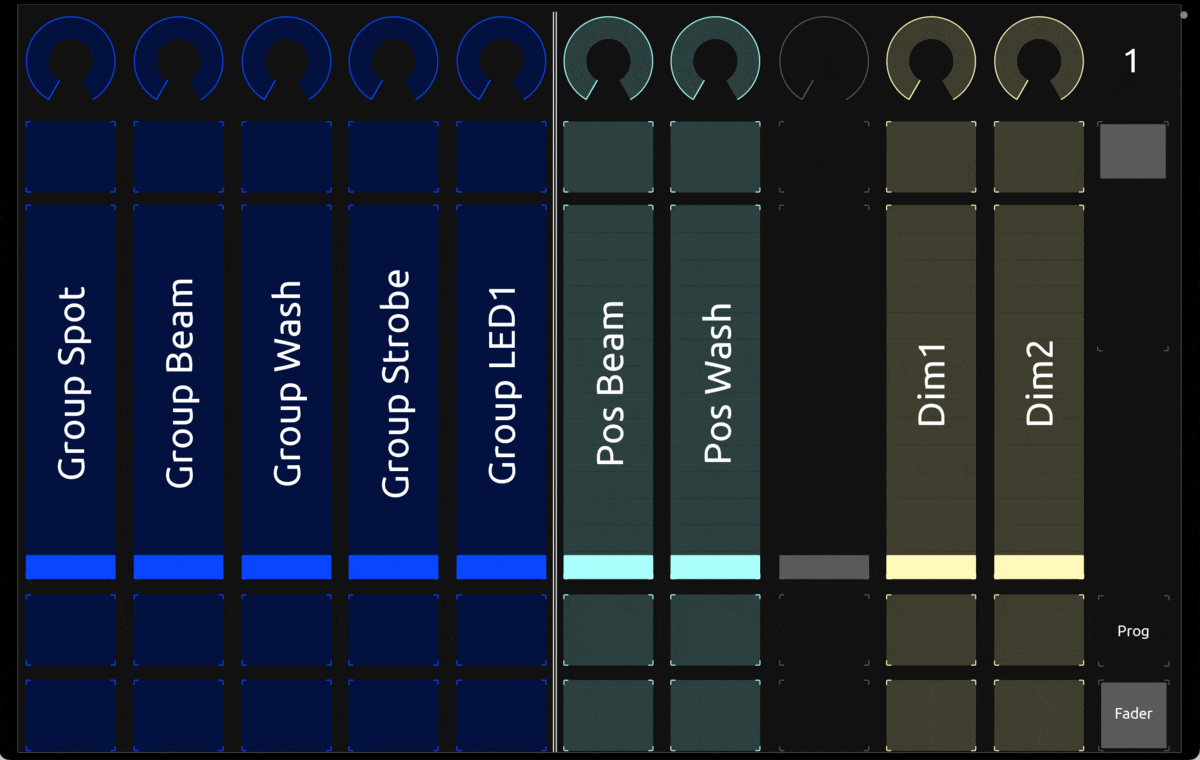 1
Group Spot
Group Beam
Group Wash
Group Strobe
Group LED1
Pos Beam
Pos Wash
Dim1
Dim2
Prog
Fader